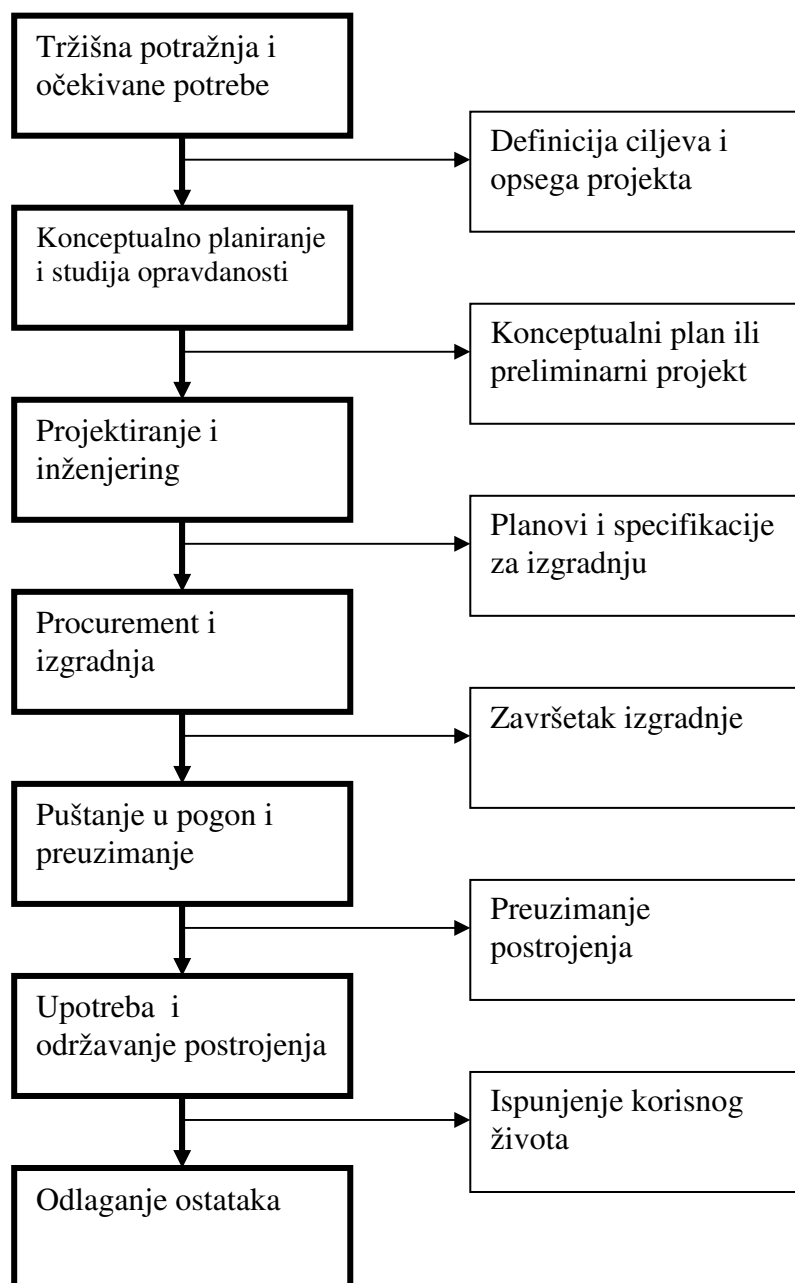 Tržišna potražnja i
očekivane potrebe
Definicija ciljeva i
opsega projekta
Konceptualno planiranje
i studija opravdanosti
Konceptualni plan ili
preliminarni projekt
Projektiranje i
inženjering
Planovi i specifikacije
za izgradnju
Procurement i
izgradnja
Završetak izgradnje
Puštanje u pogon i
preuzimanje
Preuzimanje
postrojenja
Upotreba  i
održavanje postrojenja
Ispunjenje korisnog
života
Odlaganje ostataka